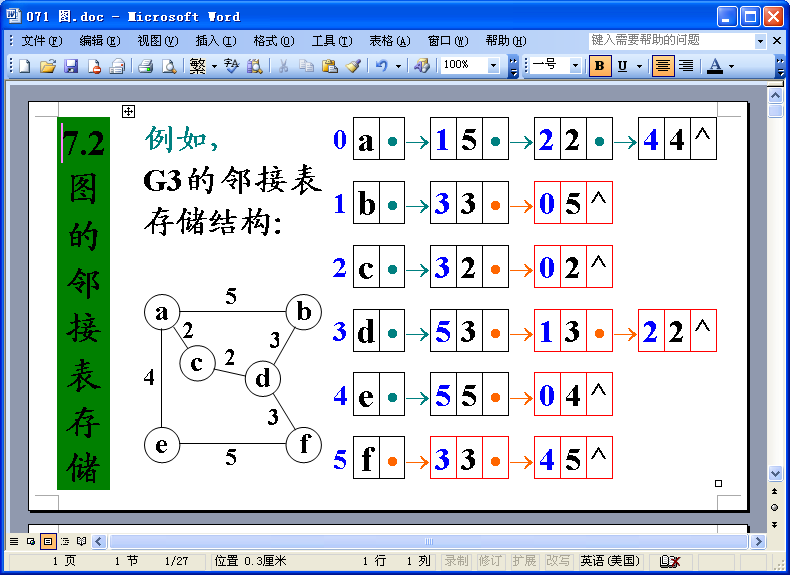 071 图.doc - Microsoft Word
文件(F) 编辑(E) 视图(V) 插入(I) 格式(O) 工具(T) 表格(A) 窗口(W) 帮助(H) 键入需要帮助的问题
繁 100% 一号 B U A
7.2
图
的
邻
接
表
存
储
例如,
G3的邻接表
存储结构:
0 a • → 1 5 • → 2 2 • → 4 4 ^
1 b • → 3 3 • → 0 5 ^
2 c • → 3 2 • → 0 2 ^
3 d • → 5 3 • → 1 3 • → 2 2 ^
4 e • → 5 5 • → 0 4 ^
5 f • → 3 3 • → 4 5 ^
5
a b
2 3
c 2 d
4
3
e f
5
1 页 1 节 1/27 位置 0.3厘米 1 行 1 列 录制 修订 扩展 改写 英语(美国)